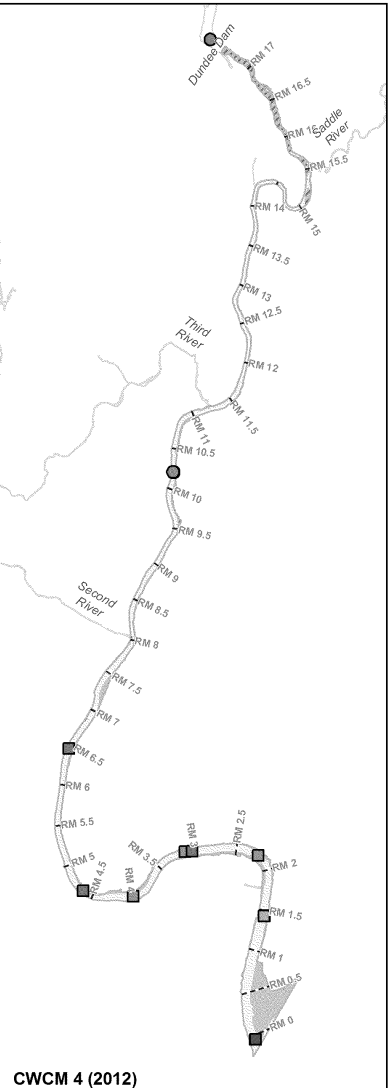 Dundee Dam
RM 17
RM 16.5
RM 16
Saddle
River
RM 15.5
RM 15
RM 14
RM 13.5
RM 13
RM 12.5
Third
River
RM 12
RM 11.5
RM 11
RM 10.5
RM 10
RM 9.5
RM 9
Second
River
RM 8.5
RM 8
RM 7.5
RM 7
RM 6.5
RM 6
RM 5.5
RM 5
RM 4.5
RM
RM 3.5
RM 3
RM 2.5
RM 2
RM 1.5
RM 1
RM 0.5
RM 0
CWCM 4 (2012)